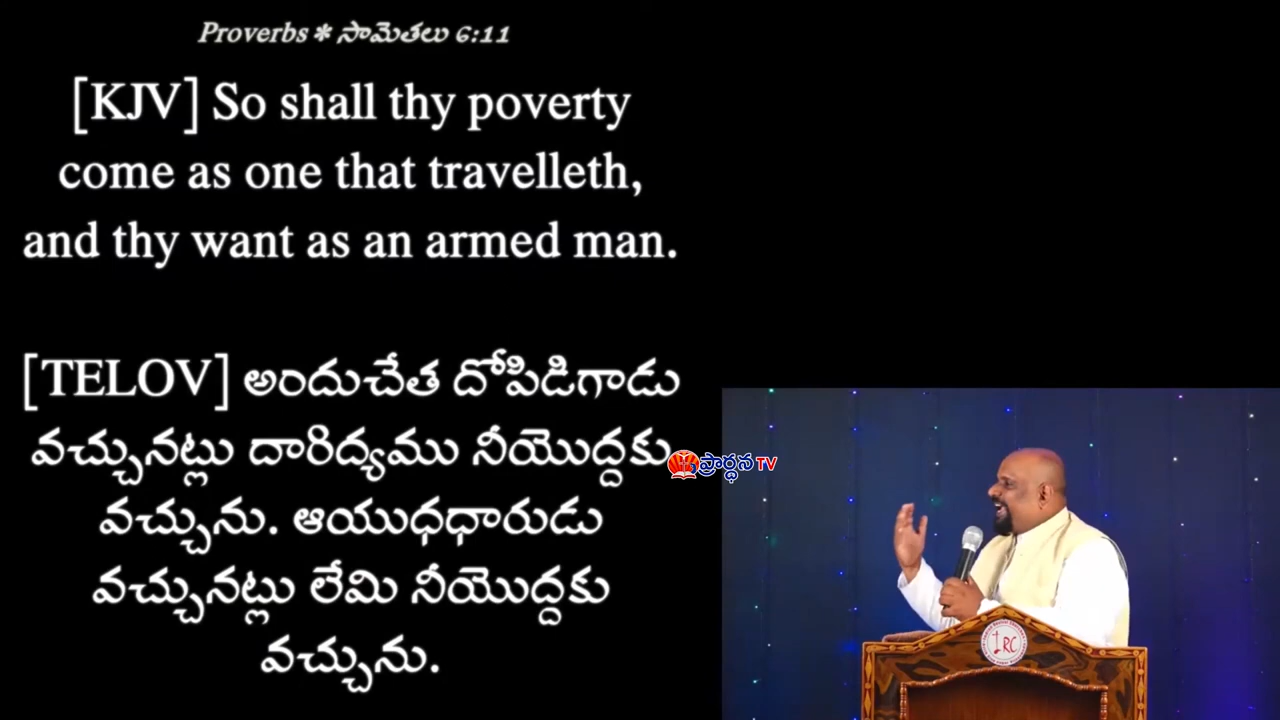 Proverbs * సామెతలు 6:11
[KJV] So shall thy poverty
come as one that travelleth,
and thy want as an armed man.
[TELOV] అందుచేత దోపిడిగాడు
వచ్చునట్లు దారిద్యము నీయొద్దకు
వచ్చును. ఆయుధధారుడు
వచ్చునట్లు లేమి నీయొద్దకు
వచ్చును.
ప్రార్థన TV
IRC